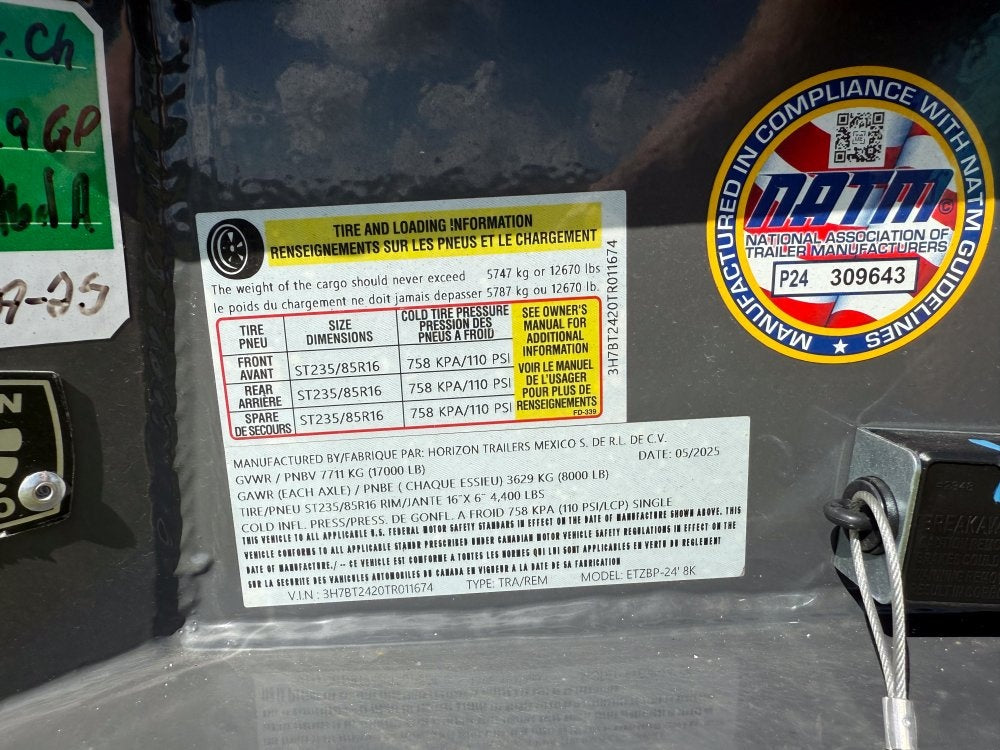 . Ch
9 GP
A-25
N
O
TIRE AND LOADING INFORMATION
RENSEIGNEMENTS SUR LES PNEUS ET LE CHARGEMENT
The weight of the cargo should never exceed 5747 kg or 12670 lbs
le poids du chargement ne doit jamais depasser 5787 kg ou 12670 lb.
TIRE PNEU
SIZE DIMENSIONS
COLD TIRE PRESSURE PRESSION DES PNEUS A FROID
FRONT AVANT ST235/85R16 758 KPA/110 PSI
REAR ARRIÈRE ST235/85R16 758 KPA/110 PSI
SPARE DE SECOURS ST235/85R16 758 KPA/110 PSI
SEE OWNER'S
MANUAL FOR
ADDITIONAL
INFORMATION
VOIR LE MANUEL
DE L'USAGER
POUR PLUS DE
RENSEIGNEMENTS
FD-339
3H7BT2420TR011674
MANUFACTURED BY/FABRIQUE PAR: HORIZON TRAILERS MEXICO S. DE R.L. DE C.V.
GVWR / PNBV 7711 KG (17000 LB) DATE: 05/2025
GAWR (EACH AXLE) / PNBE ( CHAQUE ESSIEU) 3629 KG (8000 LB)
TIRE/PNEU ST235/85R16 RIM/JANTE 16"X 6" 4,400 LBS
COLD INFL. PRESS/PRESS. DE GONFL. A FROID 758 KPA (110 PSI/LCP) SINGLE
THIS VEHICLE TO ALL APPLICABLE U.S. FEDERAL MOTOR SAFETY STANDARS IN EFFECT ON THE DATE OF MANUFACTURE SHOWN ABOVE. THIS
VEHICLE CONFORMS TO ALL APPLICABLE STANDR PRESCRIBED UNDER CANADIAN MOTOR VEHICLE SAFETY REGULATIONS IN EFFECT ON THE
DATE OF MANUFACTURE./ -- CE VEHICLE EST CONFORME A TOUTES LES NORMES QUI LUI SONT APPLICABLES EN VERTU DU REGLEMENT
SUR LA SECURITE DES VANICHLES AUTOMOBILES DU CANADA EN VIGUEUR A LA DATE DE SA FABRICATION
V.I.N : 3H7BT2420TR011674 TYPE: TRA/REM MODEL: ETZBP-24' 8K
MANUFACTURED IN COMPLIANCE WITH NATM GUIDELINES
NATM
NATIONAL ASSOCIATION OF
TRAILER MANUFACTURERS
P24 309643
BREAKAW